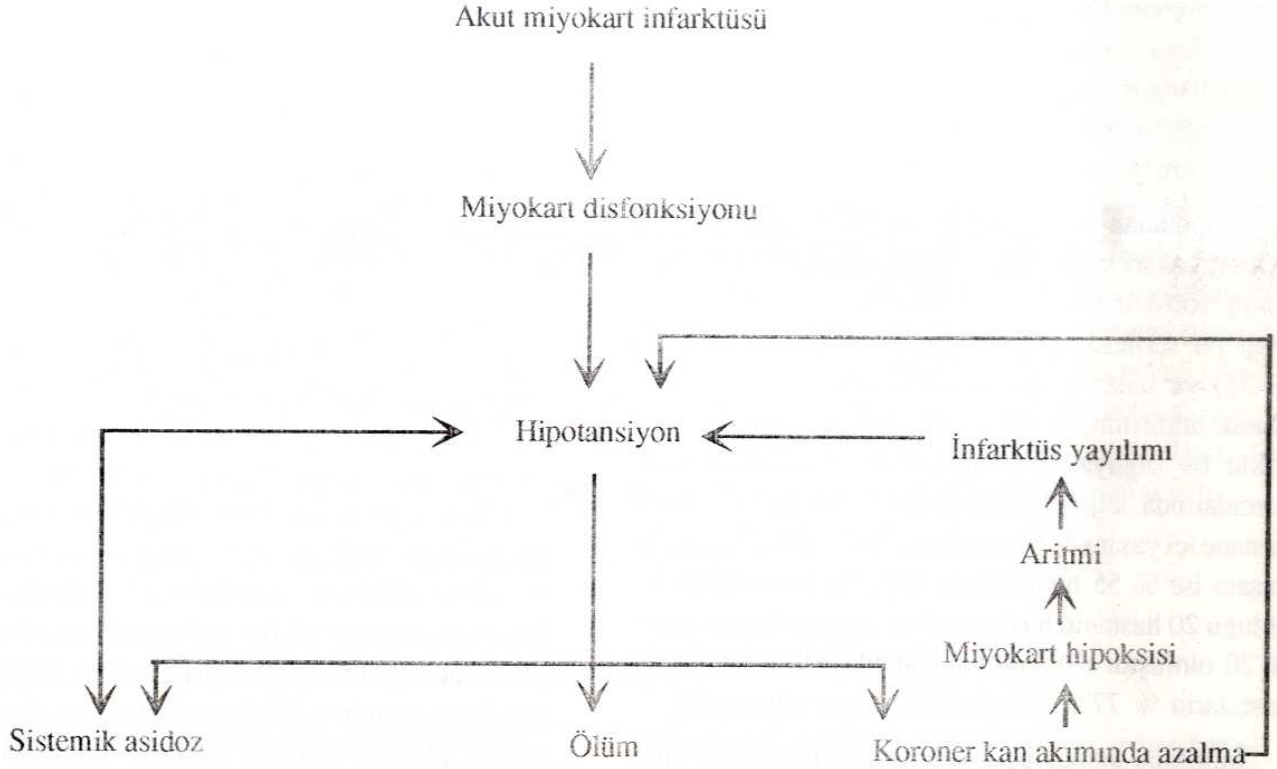 Akut miyokart infarktüsü
Miyokart disfonksiyonu
Hipotansiyon
İnfarktüs yayılımı
Aritmi
Miyokart hipoksisi
Sistemik asidoz
Ölüm
Koroner kan akımında azalma